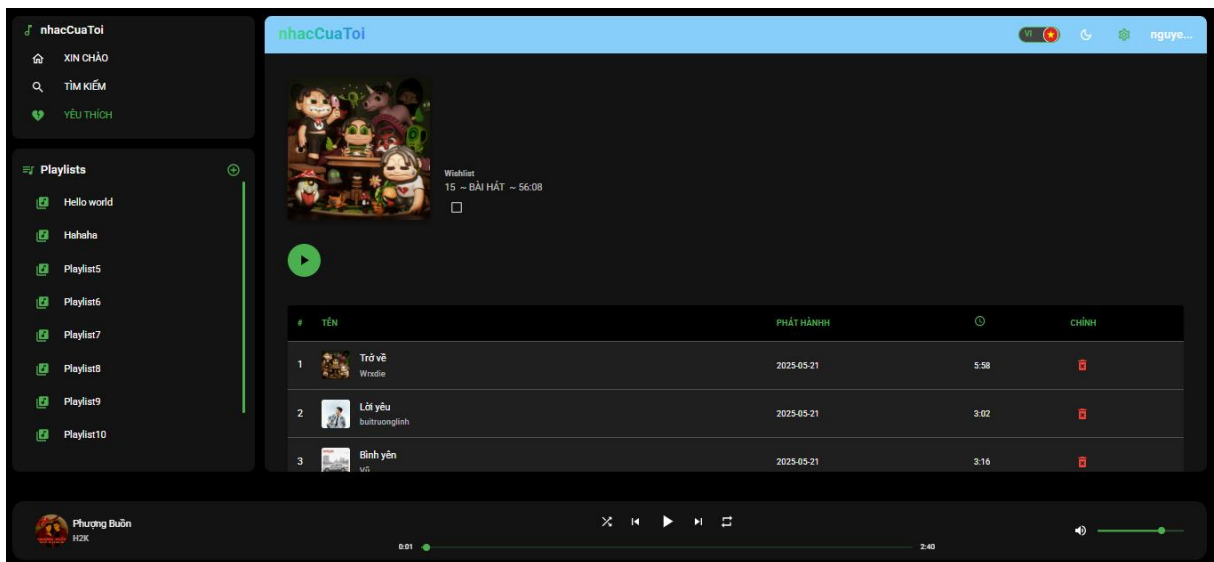 nhacCuaToi
XIN CHÀO
TÌM KIẾM
YÊU THÍCH
Playlists
Hello world
Hahaha
Playlist5
Playlist6
Playlist7
Playlist8
Playlist9
Playlist10
nhacCuaToi
VI
nguye...
Wishlist
15 ~ BÀI HÁT ~ 56:08
# TÊN PHÁT HÀNHH CHỈNH
1 Trở về 2025-05-21 5:58
Wrxdie
2 Lời yêu 2025-05-21 3:02
buitruonglinh
3 Bình yên 2025-05-21 3:16
Vũ
Phượng Buồn
H2K
0:01 2:40